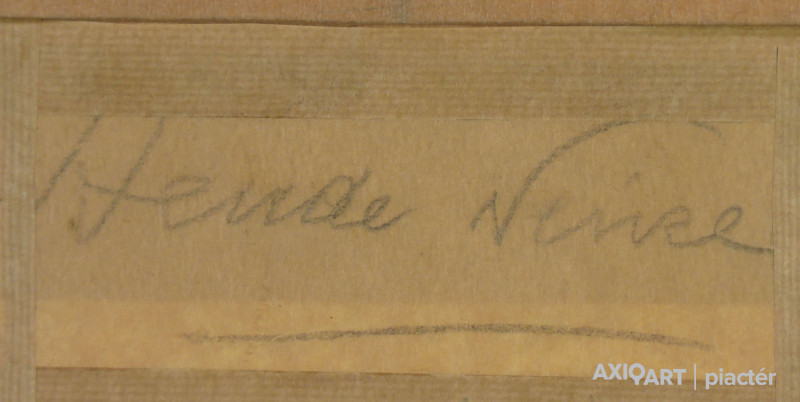 Hende Vince
AXIOART | piactér